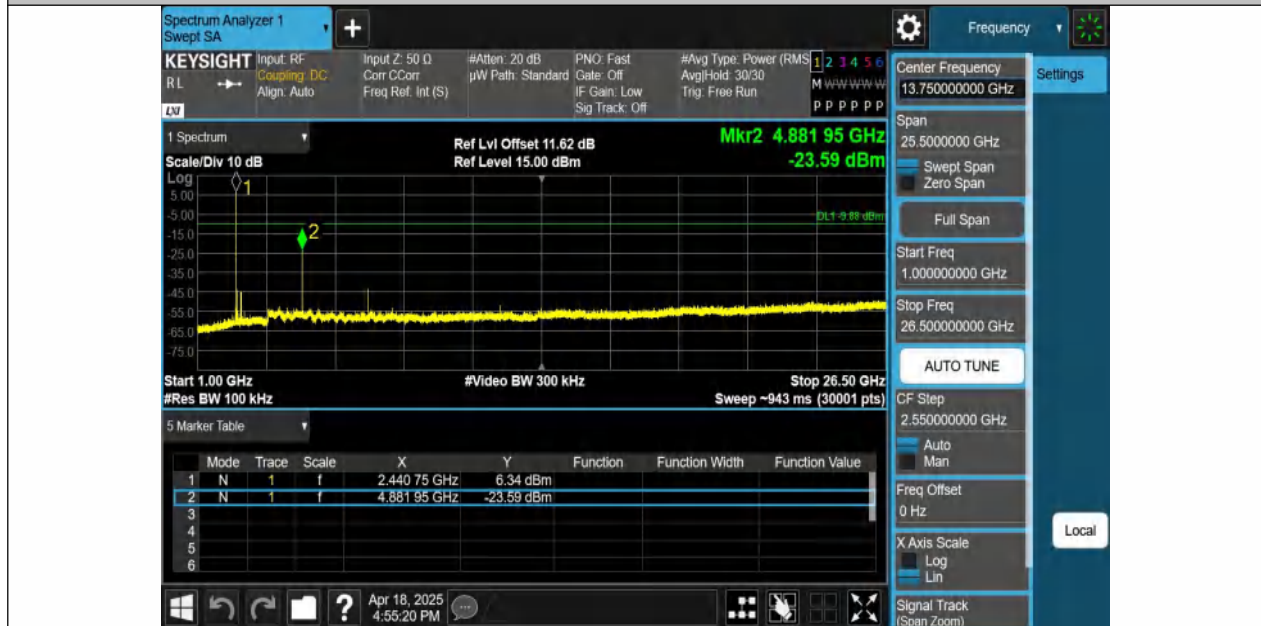 Spectrum Analyzer 1
Swept SA
Frequency
KEYSIGHT
RL
LXI
Input: RF
Coupling: DC
Align: Auto
Input Z: 50 Ω
Corr CCorr
Freq Ref: Int (S)
#Atten: 20 dB
µW Path: Standard
PNO: Fast
Gate: Off
IF Gain: Low
Sig Track: Off
#Avg Type: Power (RMS
Avg|Hold: 30/30
Trig: Free Run
1 2 3 4 5 6
M W W W W W
P P P P P P
1 Spectrum
Scale/Div 10 dB
Ref Lvl Offset 11.62 dB
Ref Level 15.00 dBm
Mkr2 4.881 95 GHz
-23.59 dBm
Log
5.00
-5.00
-15.0
-25.0
-35.0
-45.0
-55.0
-65.0
-75.0
1
2
DL1 -9.88 dBm
Start 1.00 GHz
#Res BW 100 kHz
#Video BW 300 kHz
Stop 26.50 GHz
Sweep ~943 ms (30001 pts)
5 Marker Table
Mode Trace Scale X Y Function Function Width Function Value
1 N 1 f 2.440 75 GHz 6.34 dBm
2 N 1 f 4.881 95 GHz -23.59 dBm
3
4
5
6
Apr 18, 2025
4:55:20 PM
Center Frequency
13.750000000 GHz
Span
25.5000000 GHz
Swept Span
Zero Span
Full Span
Start Freq
1.000000000 GHz
Stop Freq
26.500000000 GHz
AUTO TUNE
CF Step
2.550000000 GHz
Auto
Man
Freq Offset
0 Hz
X Axis Scale
Log
Lin
Signal Track
(Span Zoom)
Settings
Local